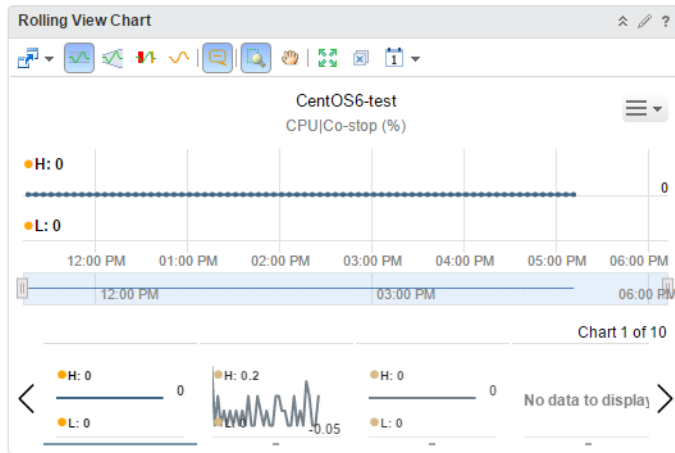 Rolling View Chart ?
1
CentOS6-test
CPU|Co-stop (%)
H: 0
0
L: 0
12:00 PM 01:00 PM 02:00 PM 03:00 PM 04:00 PM 05:00 PM 06:00 PM
12:00 PM 03:00 PM 06:00 PM
Chart 1 of 10
H: 0 H: 0.2 H: 0
0 0 No data to display
L: 0 L: 0 -0.05 L: 0